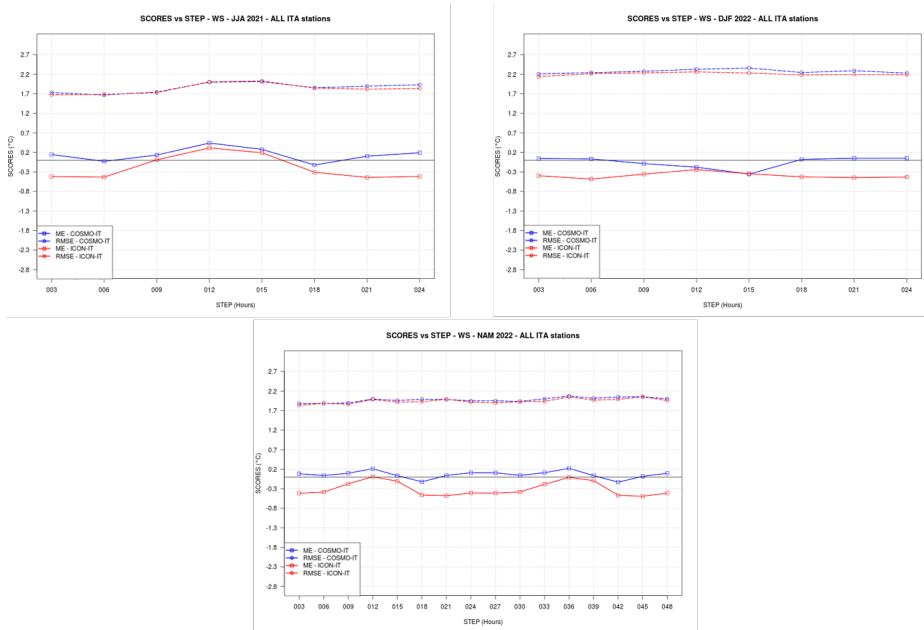 SCORES vs STEP - WS - JJA 2021 - ALL ITA stations
SCORES (°C)
2.7
2.2
1.7
1.2
0.7
0.2
-0.3
-0.8
-1.3
-1.8
-2.3
-2.8
ME - COSMO-IT
RMSE - COSMO-IT
ME - ICON-IT
RMSE - ICON-IT
003 006 009 012 015 018 021 024
STEP (Hours)
SCORES vs STEP - WS - DJF 2022 - ALL ITA stations
SCORES (°C)
2.7
2.2
1.7
1.2
0.7
0.2
-0.3
-0.8
-1.3
-1.8
-2.3
-2.8
ME - COSMO-IT
RMSE - COSMO-IT
ME - ICON-IT
RMSE - ICON-IT
003 006 009 012 015 018 021 024
STEP (Hours)
SCORES vs STEP - WS - NAM 2022 - ALL ITA stations
SCORES (°C)
2.7
2.2
1.7
1.2
0.7
0.2
-0.3
-0.8
-1.3
-1.8
-2.3
-2.8
ME - COSMO-IT
RMSE - COSMO-IT
ME - ICON-IT
RMSE - ICON-IT
003 006 009 012 015 018 021 024 027 030 033 036 039 042 045 048
STEP (Hours)